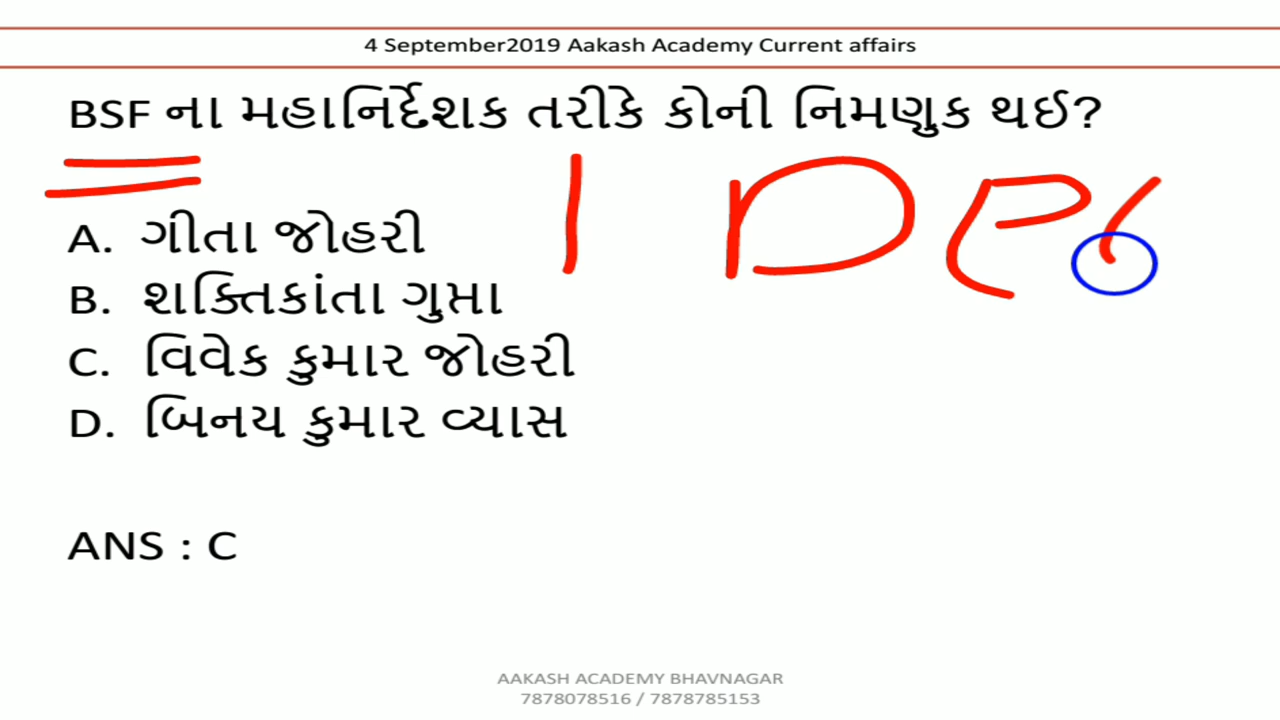 4 September2019 Aakash Academy Current affairs
BSF ના મહાનિર્દેશક તરીકે કોની નિમણુક થઈ?
A. ગીતા જોહરી
B. શક્તિકાંતા ગુપ્તા
C. વિવેક કુમાર જોહરી
D. બિનય કુમાર વ્યાસ
ANS : C
AAKASH ACADEMY BHAVNAGAR
7878078516 / 7878785153